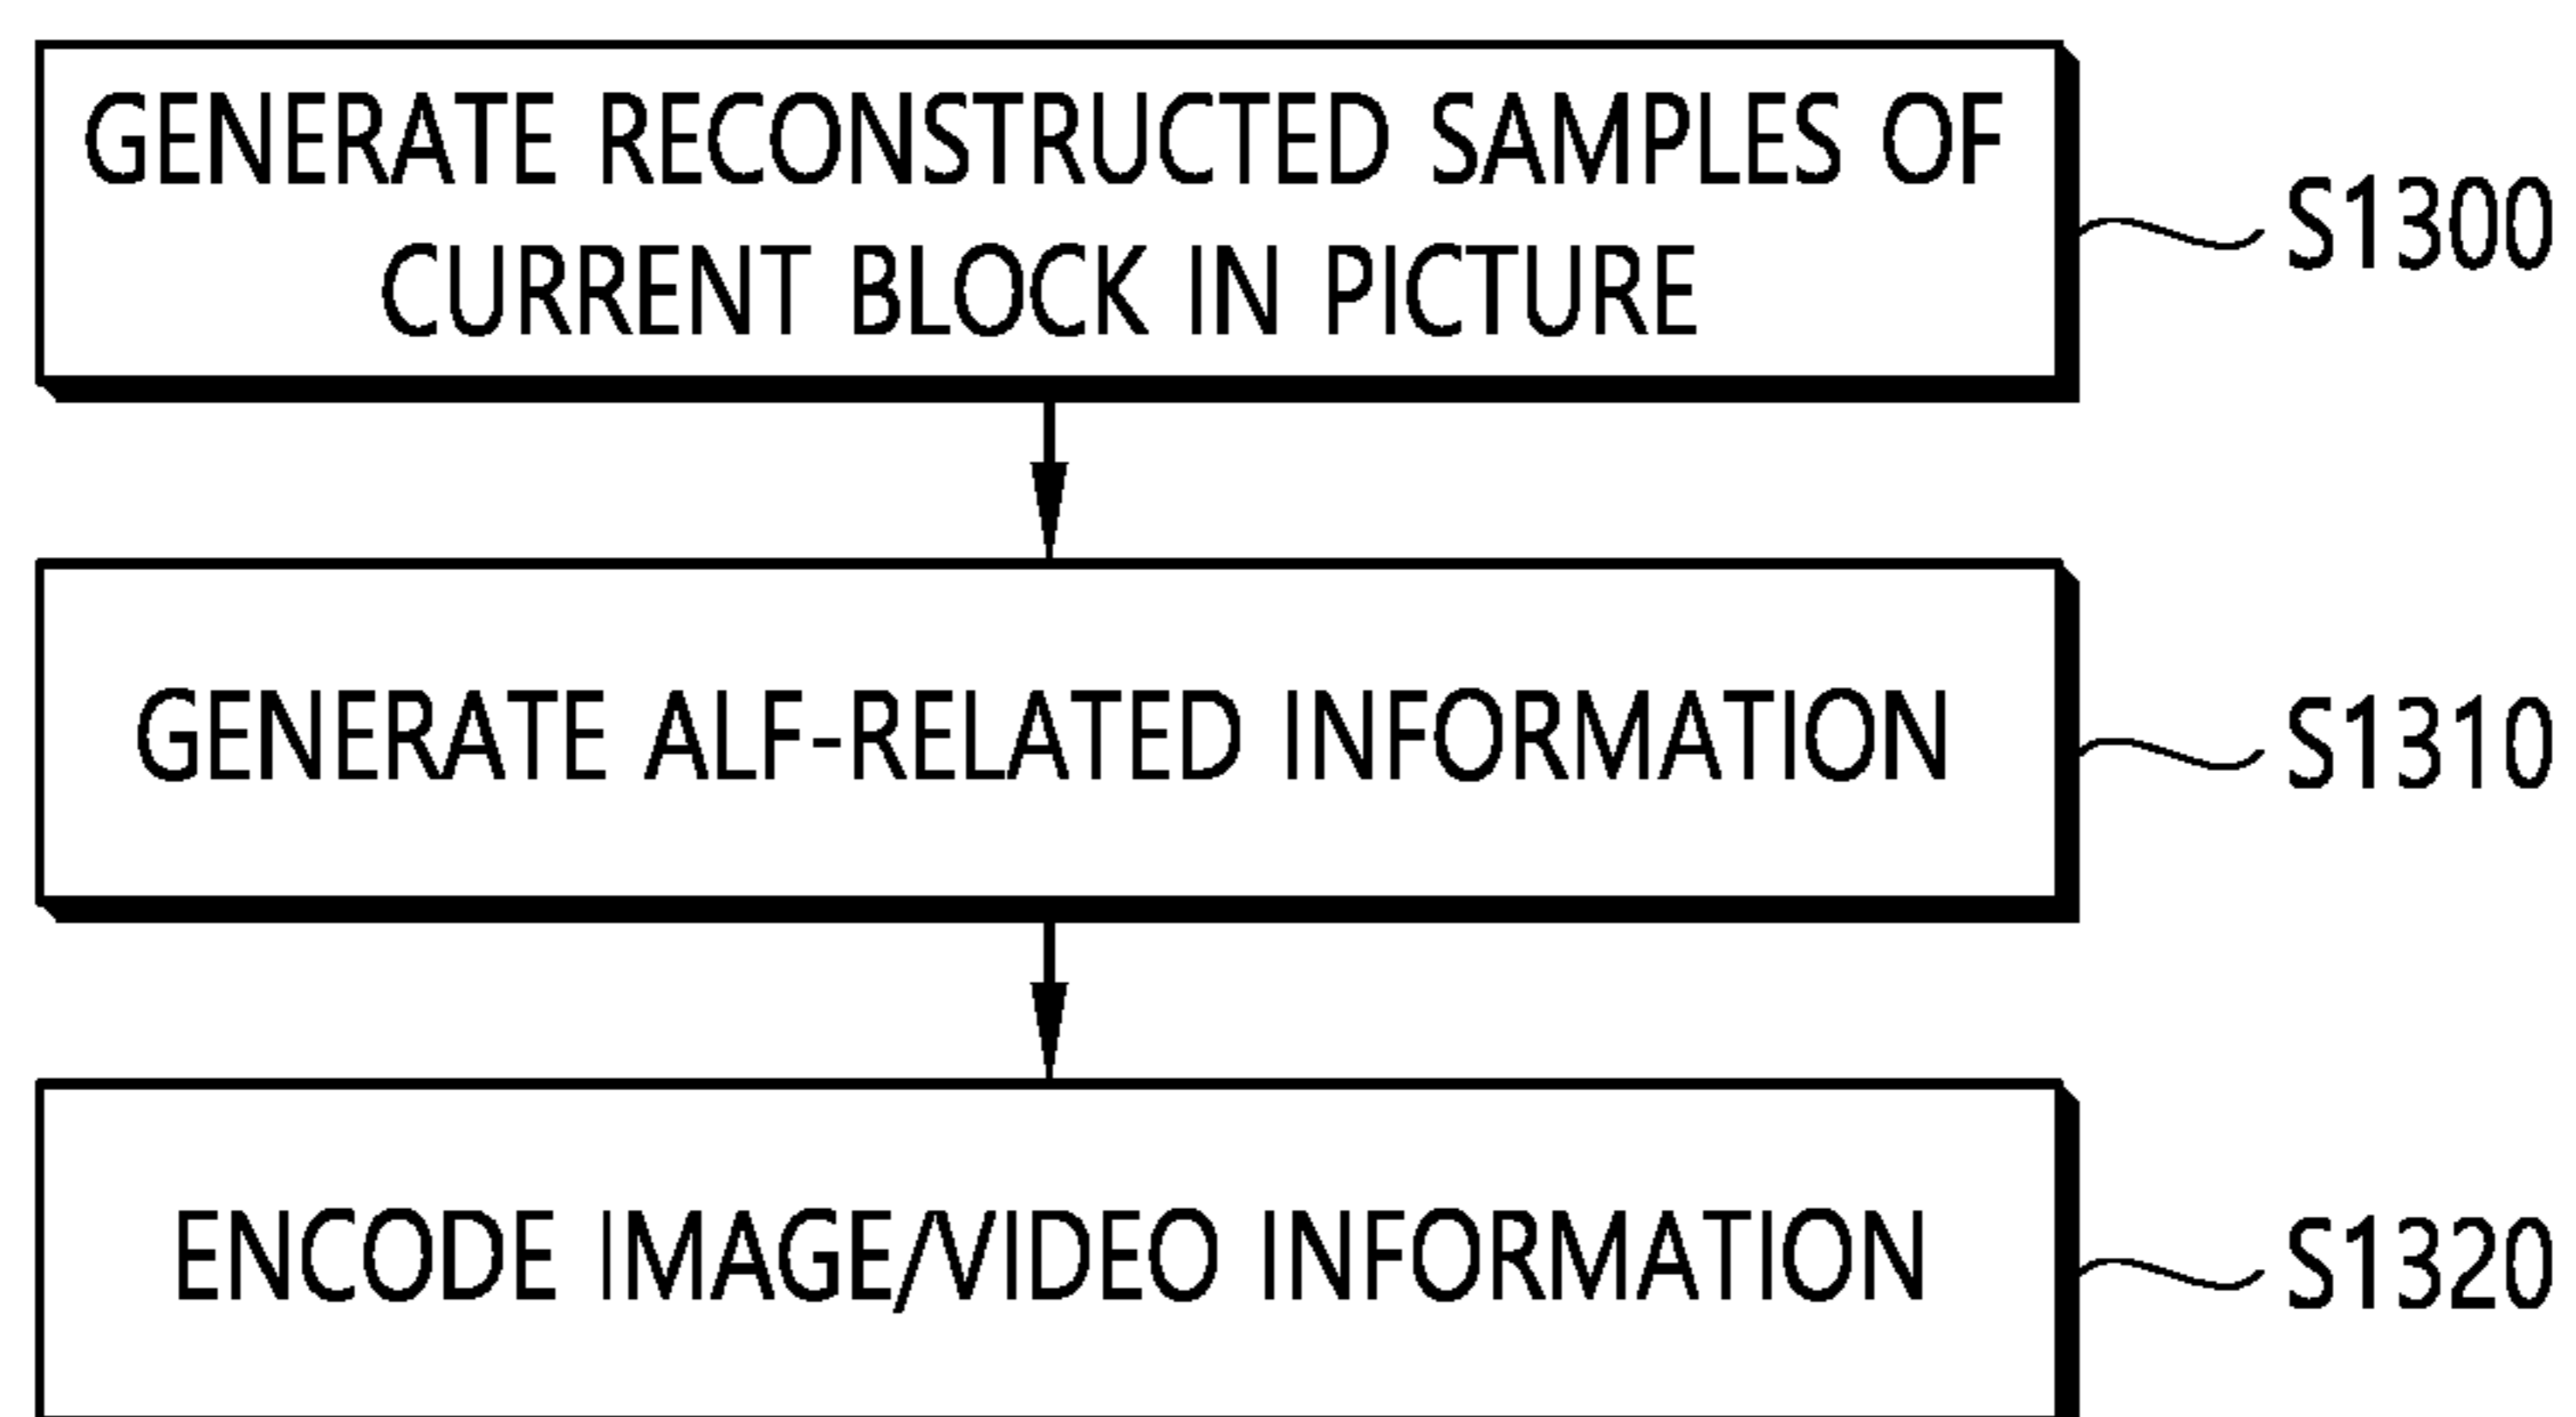 GENERATE RECONSTRUCTED SAMPLES OF
CURRENT BLOCK IN PICTURE
S1300
GENERATE ALF-RELATED INFORMATION
S1310
ENCODE IMAGE/VIDEO INFORMATION
S1320